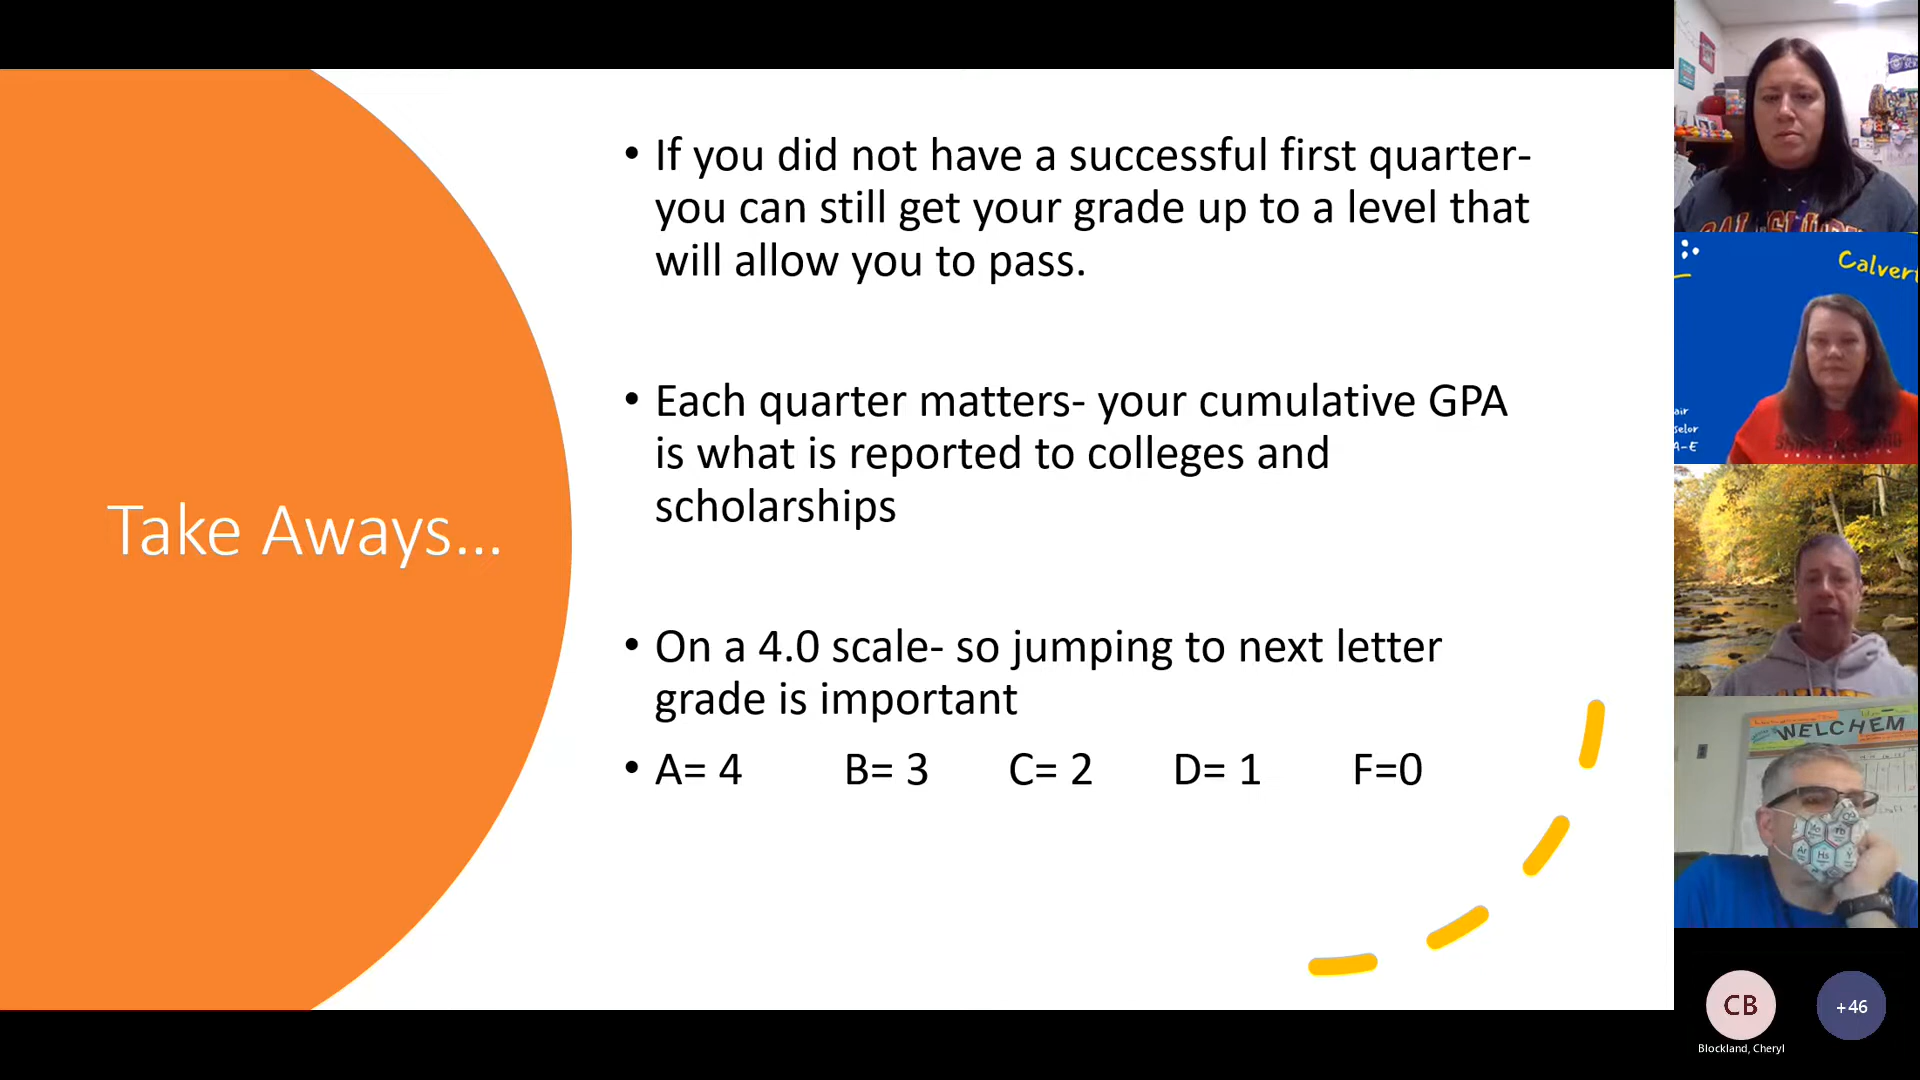 Take Aways...
• If you did not have a successful first quarter-
you can still get your grade up to a level that
will allow you to pass.
• Each quarter matters- your cumulative GPA
is what is reported to colleges and
scholarships
• On a 4.0 scale- so jumping to next letter
grade is important
• A= 4 B= 3 C= 2 D= 1 F=0
Calvert
air
selor
A-E
WELCHEM
Hs
CB
+46
Blockland, Cheryl